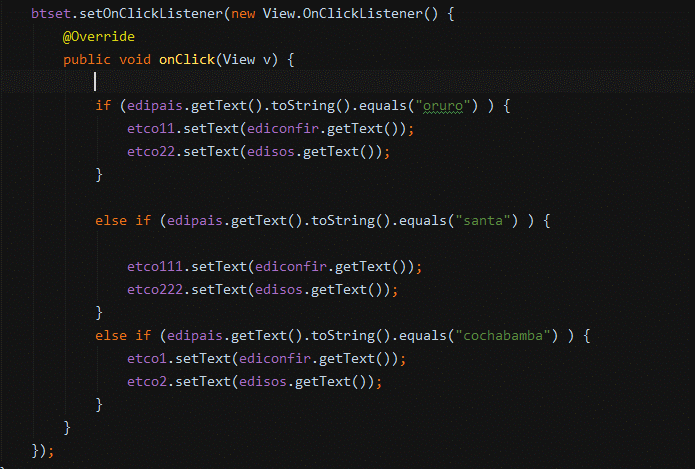 btset.setOnClickListener(new View.OnClickListener() {
@Override
public void onClick(View v) {
if (edipais.getText().toString().equals("oruro") ) {
etco11.setText(ediconfir.getText());
etco22.setText(edisos.getText());
}
else if (edipais.getText().toString().equals("santa") ) {
etco111.setText(ediconfir.getText());
etco222.setText(edisos.getText());
}
else if (edipais.getText().toString().equals("cochabamba") ) {
etco1.setText(ediconfir.getText());
etco2.setText(edisos.getText());
}
}
});